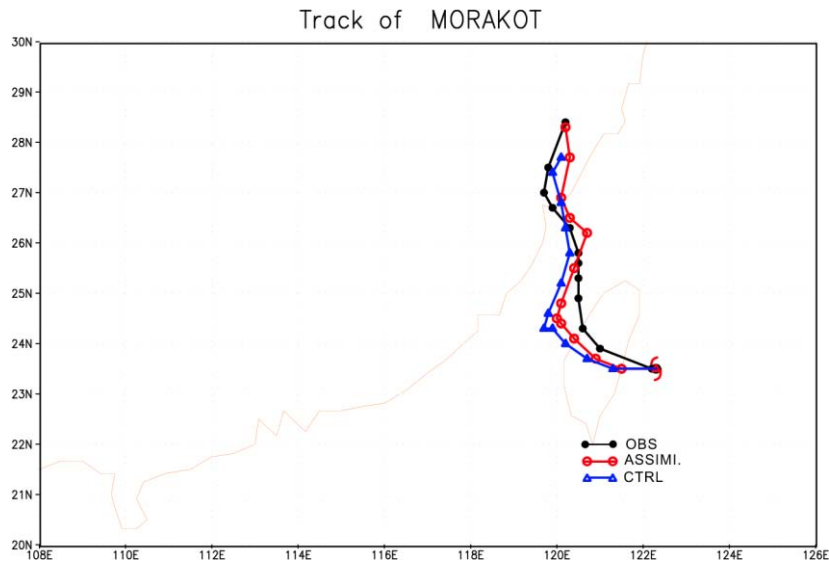 Track of MORAKOT
30N
29N
28N
27N
26N
25N
24N
23N
22N
21N
20N
OBS
ASSIMI.
CTRL
108E 110E 112E 114E 116E 118E 120E 122E 124E 126E